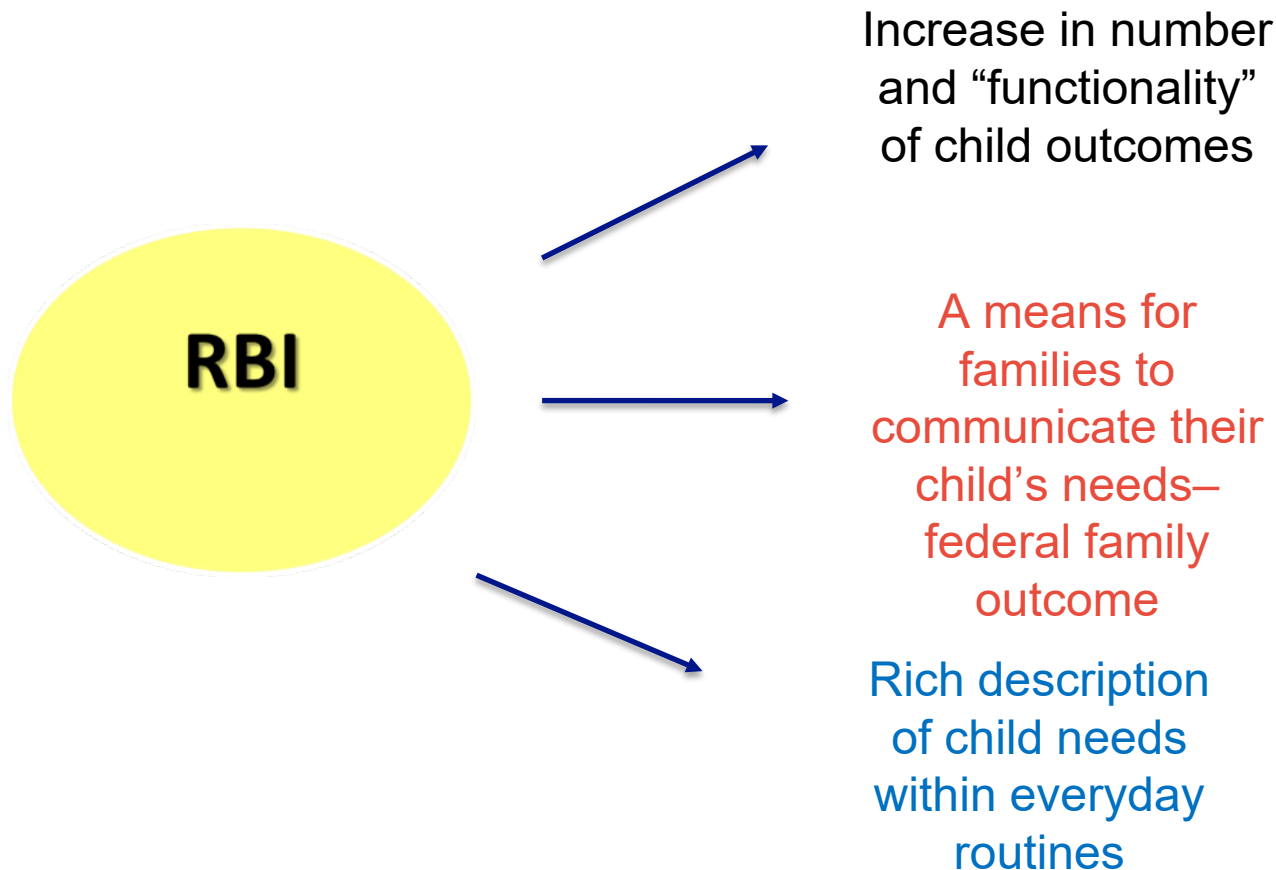 RBI
Increase in number
and “functionality”
of child outcomes
A means for
families to
communicate their
child’s needs–
federal family
outcome
Rich description
of child needs
within everyday
routines